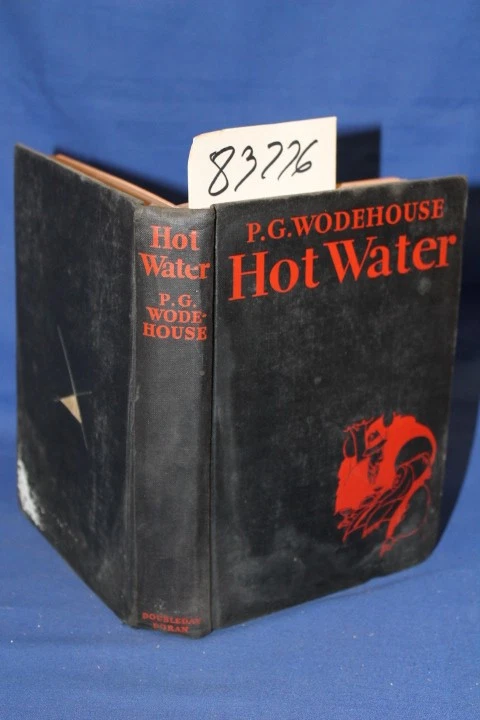 83776
P.G.WODEHOUSE
Hot Water
Hot
Water
P.G.
WODE-
HOUSE
DOUBLEDAY
DORAN